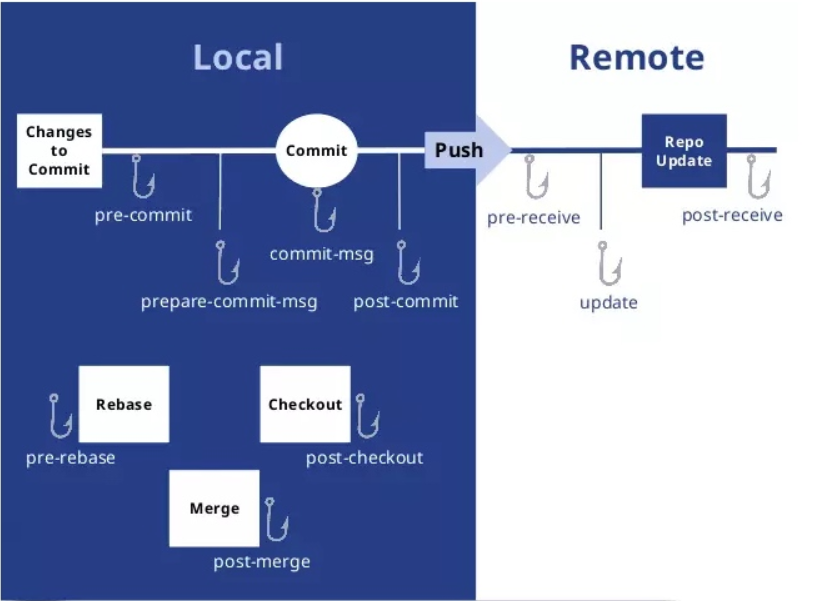 Local
Remote
Changes
to
Commit
Commit
Push
Repo
Update
pre-commit
commit-msg
prepare-commit-msg
post-commit
pre-receive
update
post-receive
Rebase
pre-rebase
Checkout
post-checkout
Merge
post-merge